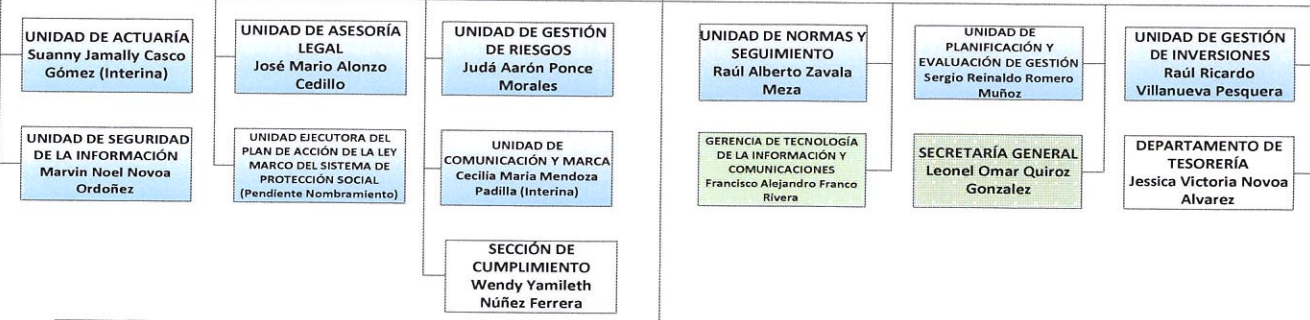 UNIDAD DE ACTUARÍA
Suanny Jamally Casco
Gómez (Interina)
UNIDAD DE ASESORÍA
LEGAL
José Mario Alonzo
Cedillo
UNIDAD DE GESTIÓN
DE RIESGOS
Judá Aarón Ponce
Morales
UNIDAD DE NORMAS Y
SEGUIMIENTO
Raúl Alberto Zavala
Meza
UNIDAD DE
PLANIFICACIÓN Y
EVALUACIÓN DE GESTIÓN
Sergio Reinaldo Romero
Muñoz
UNIDAD DE GESTIÓN
DE INVERSIONES
Raúl Ricardo
Villanueva Pesquera
UNIDAD DE SEGURIDAD
DE LA INFORMACIÓN
Marvin Noel Novoa
Ordoñez
UNIDAD EJECUTORA DEL
PLAN DE ACCIÓN DE LA LEY
MARCO DEL SISTEMA DE
PROTECCIÓN SOCIAL
(Pendiente Nombramiento)
UNIDAD DE
COMUNICACIÓN Y MARCA
Cecilia Maria Mendoza
Padilla (Interina)
GERENCIA DE TECNOLOGÍA
DE LA INFORMACIÓN Y
COMUNICACIONES
Francisco Alejandro Franco
Rivera
SECRETARÍA GENERAL
Leonel Omar Quiroz
Gonzalez
DEPARTAMENTO DE
TESORERÍA
Jessica Victoria Novoa
Alvarez
SECCIÓN DE
CUMPLIMIENTO
Wendy Yamileth
Núñez Ferrera